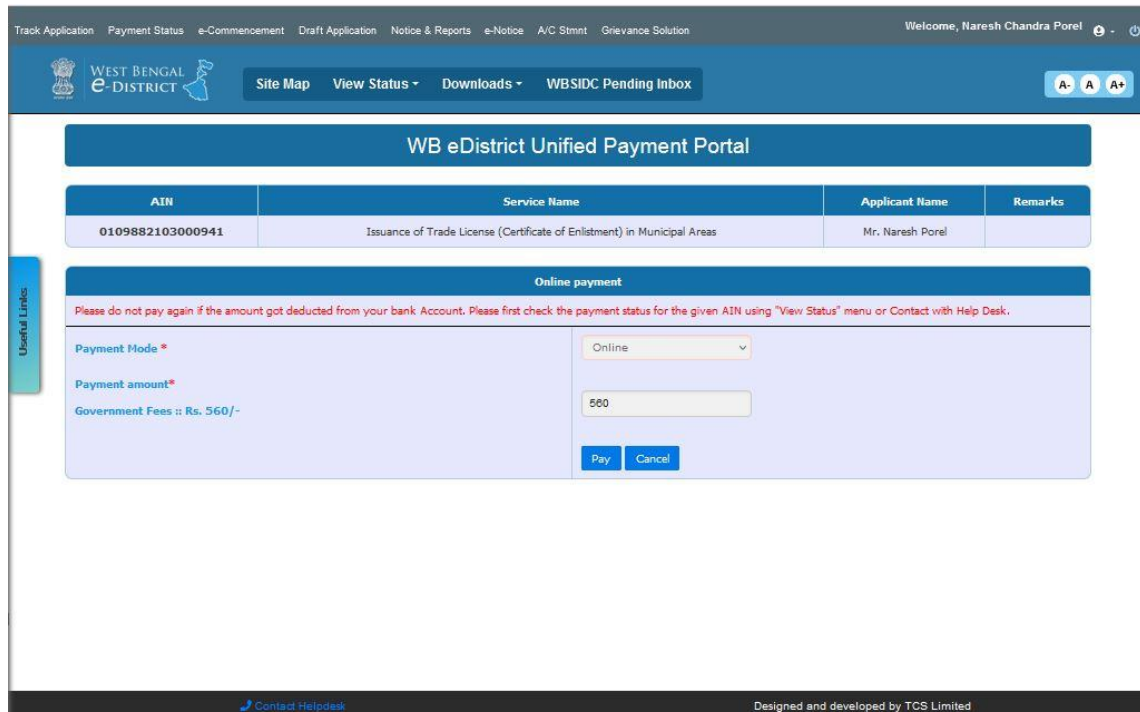 Track Application Payment Status e-Commencement Draft Application Notice & Reports e-Notice A/C Stmnt Grievance Solution Welcome, Naresh Chandra Porel
WEST BENGAL
e-DISTRICT
Site Map View Status Downloads WBSIDC Pending Inbox A- A A+
WB eDistrict Unified Payment Portal
AIN Service Name Applicant Name Remarks
0109882103000941 Issuance of Trade License (Certificate of Enlistment) in Municipal Areas Mr. Naresh Porel
Useful Links
Online payment
Please do not pay again if the amount got deducted from your bank Account. Please first check the payment status for the given AIN using "View Status" menu or Contact with Help Desk.
Payment Mode * Online
Payment amount*
Government Fees :: Rs. 560/- 560
Pay Cancel
Contact Helpdesk Designed and developed by TCS Limited